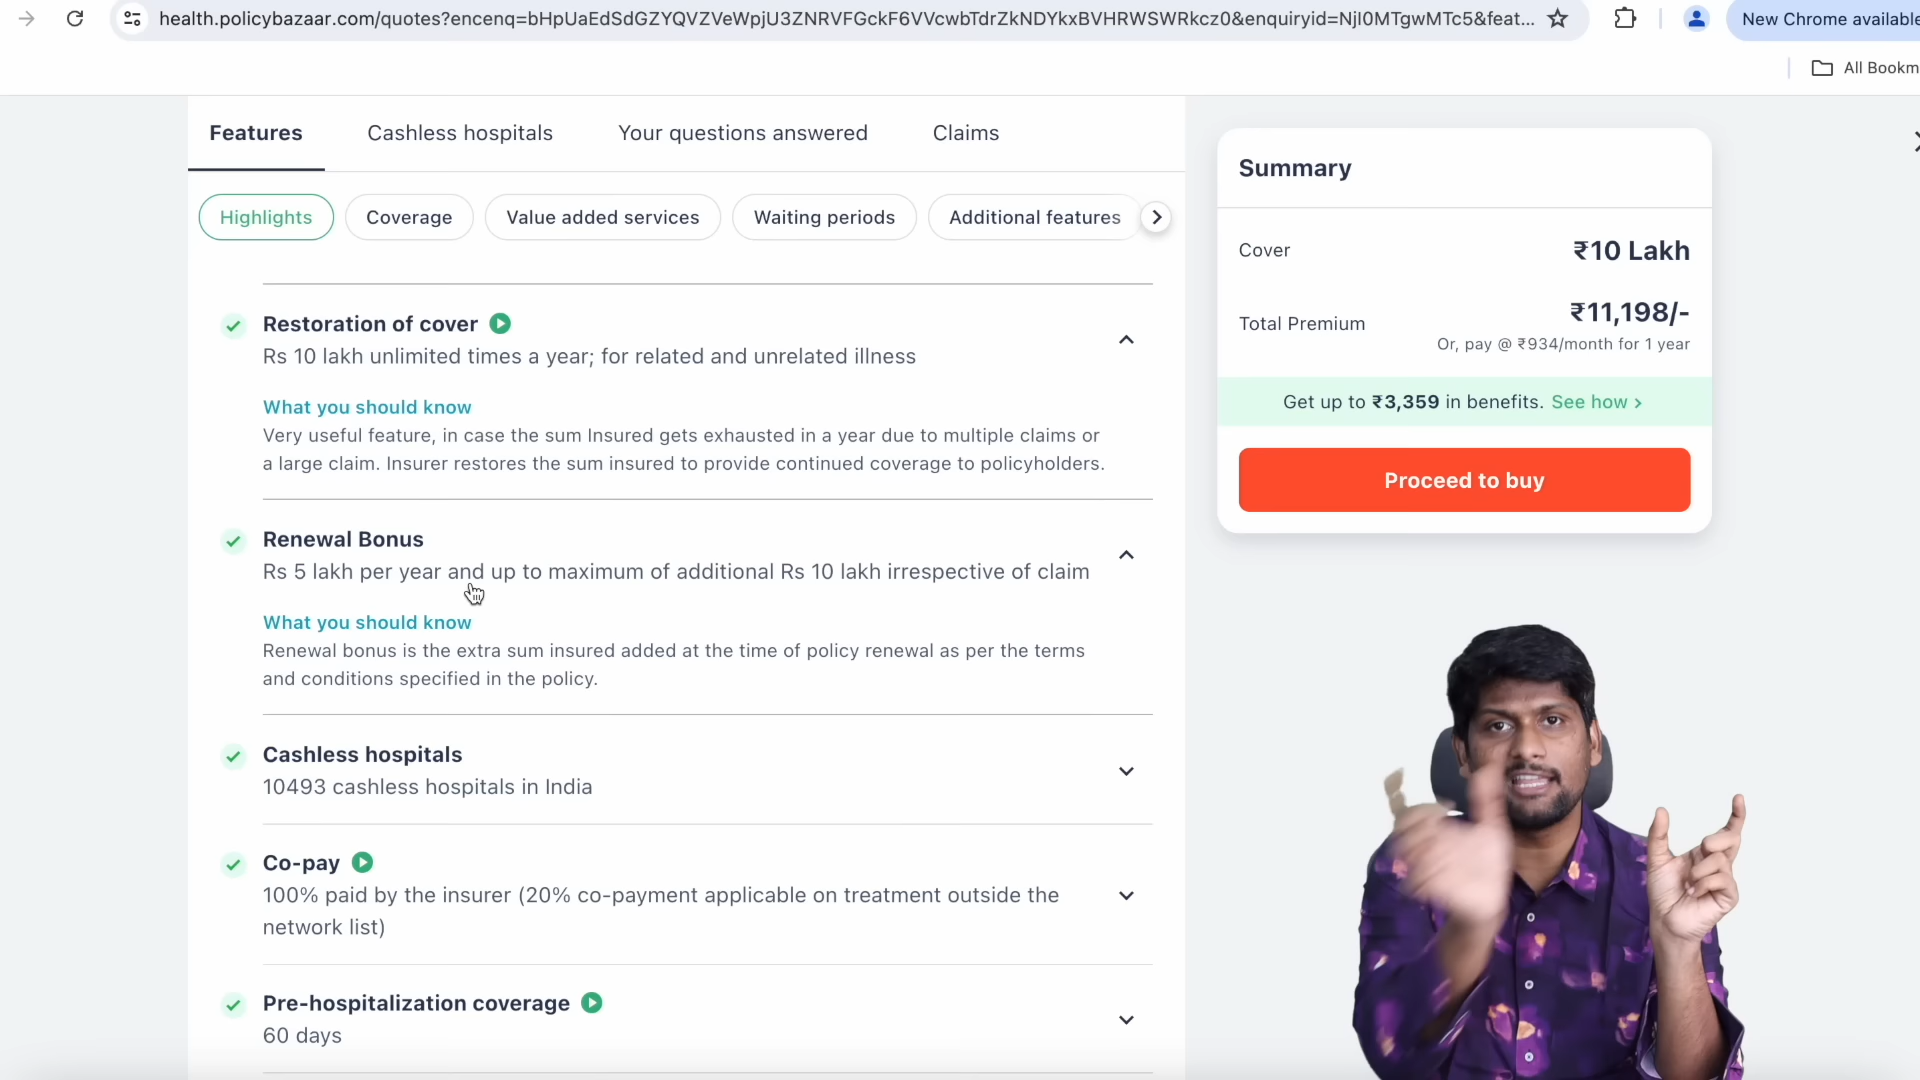 health.policybazaar.com/quotes?encenq=bHpUaEdSdGZYQVZVeWpjU3ZNRVFGckF6VVcwbTdrZkNDYkxBVHRWSWRkcz0&enquiryid=NjI0MTgwMTc5&feat...
New Chrome available
All Bookm
Features
Cashless hospitals
Your questions answered
Claims
Highlights
Coverage
Value added services
Waiting periods
Additional features
Restoration of cover
Rs 10 lakh unlimited times a year; for related and unrelated illness
What you should know
Very useful feature, in case the sum Insured gets exhausted in a year due to multiple claims or
a large claim. Insurer restores the sum insured to provide continued coverage to policyholders.
Renewal Bonus
Rs 5 lakh per year and up to maximum of additional Rs 10 lakh irrespective of claim
What you should know
Renewal bonus is the extra sum insured added at the time of policy renewal as per the terms
and conditions specified in the policy.
Cashless hospitals
10493 cashless hospitals in India
Co-pay
100% paid by the insurer (20% co-payment applicable on treatment outside the
network list)
Pre-hospitalization coverage
60 days
Summary
Cover
₹10 Lakh
Total Premium
₹11,198/-
Or, pay @ ₹934/month for 1 year
Get up to ₹3,359 in benefits. See how >
Proceed to buy